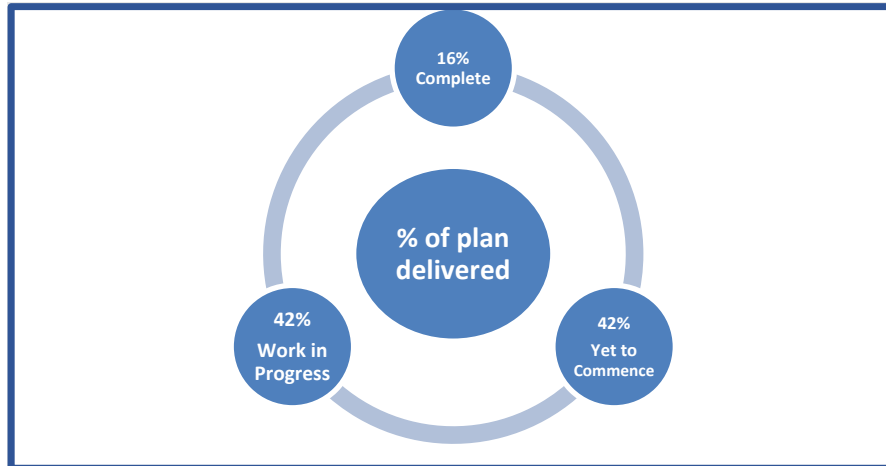 16%
Complete
% of plan
delivered
42%
Work in
Progress
42%
Yet to
Commence